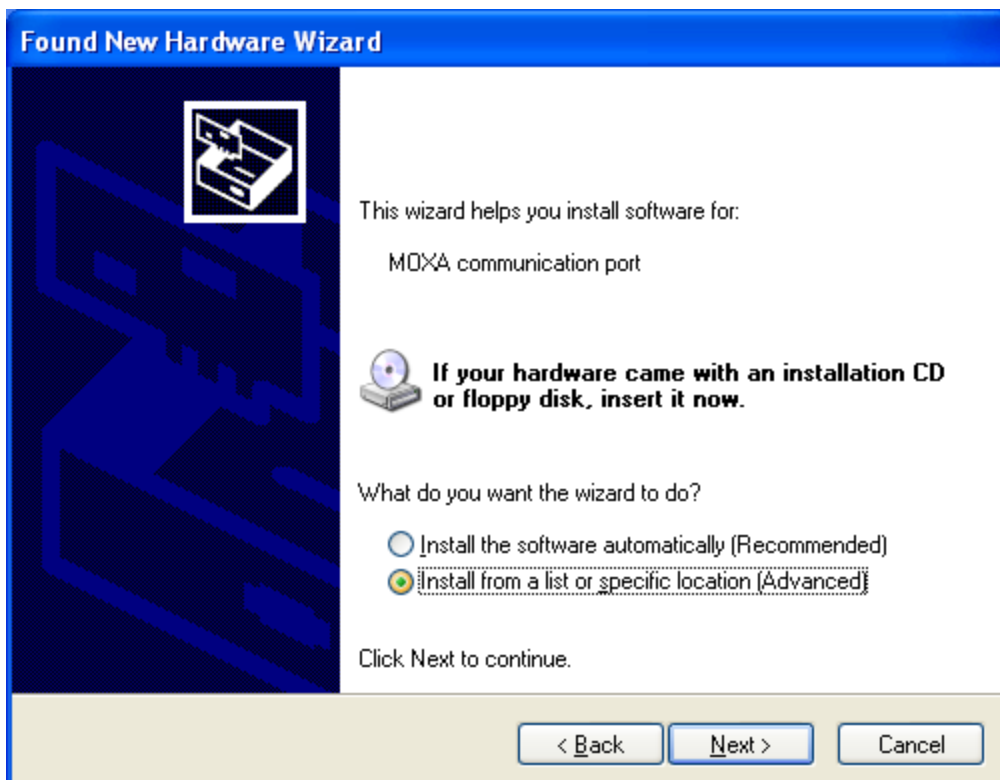 Found New Hardware Wizard
This wizard helps you install software for:
MOXA communication port
If your hardware came with an installation CD
or floppy disk, insert it now.
What do you want the wizard to do?
Install the software automatically (Recommended)
Install from a list or specific location (Advanced)
Click Next to continue.
< Back Next > Cancel